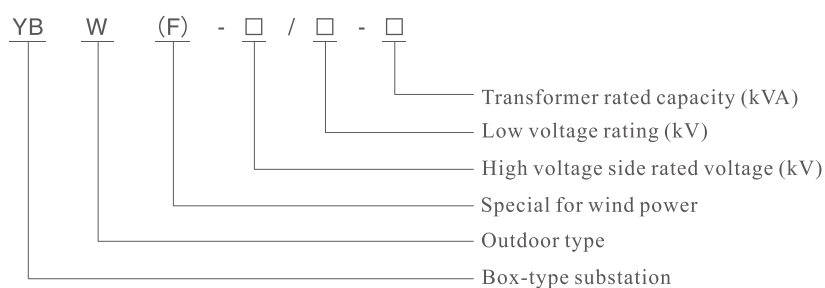 YB W (F) - □ / □ - □
Transformer rated capacity (kVA)
Low voltage rating (kV)
High voltage side rated voltage (kV)
Special for wind power
Outdoor type
Box-type substation